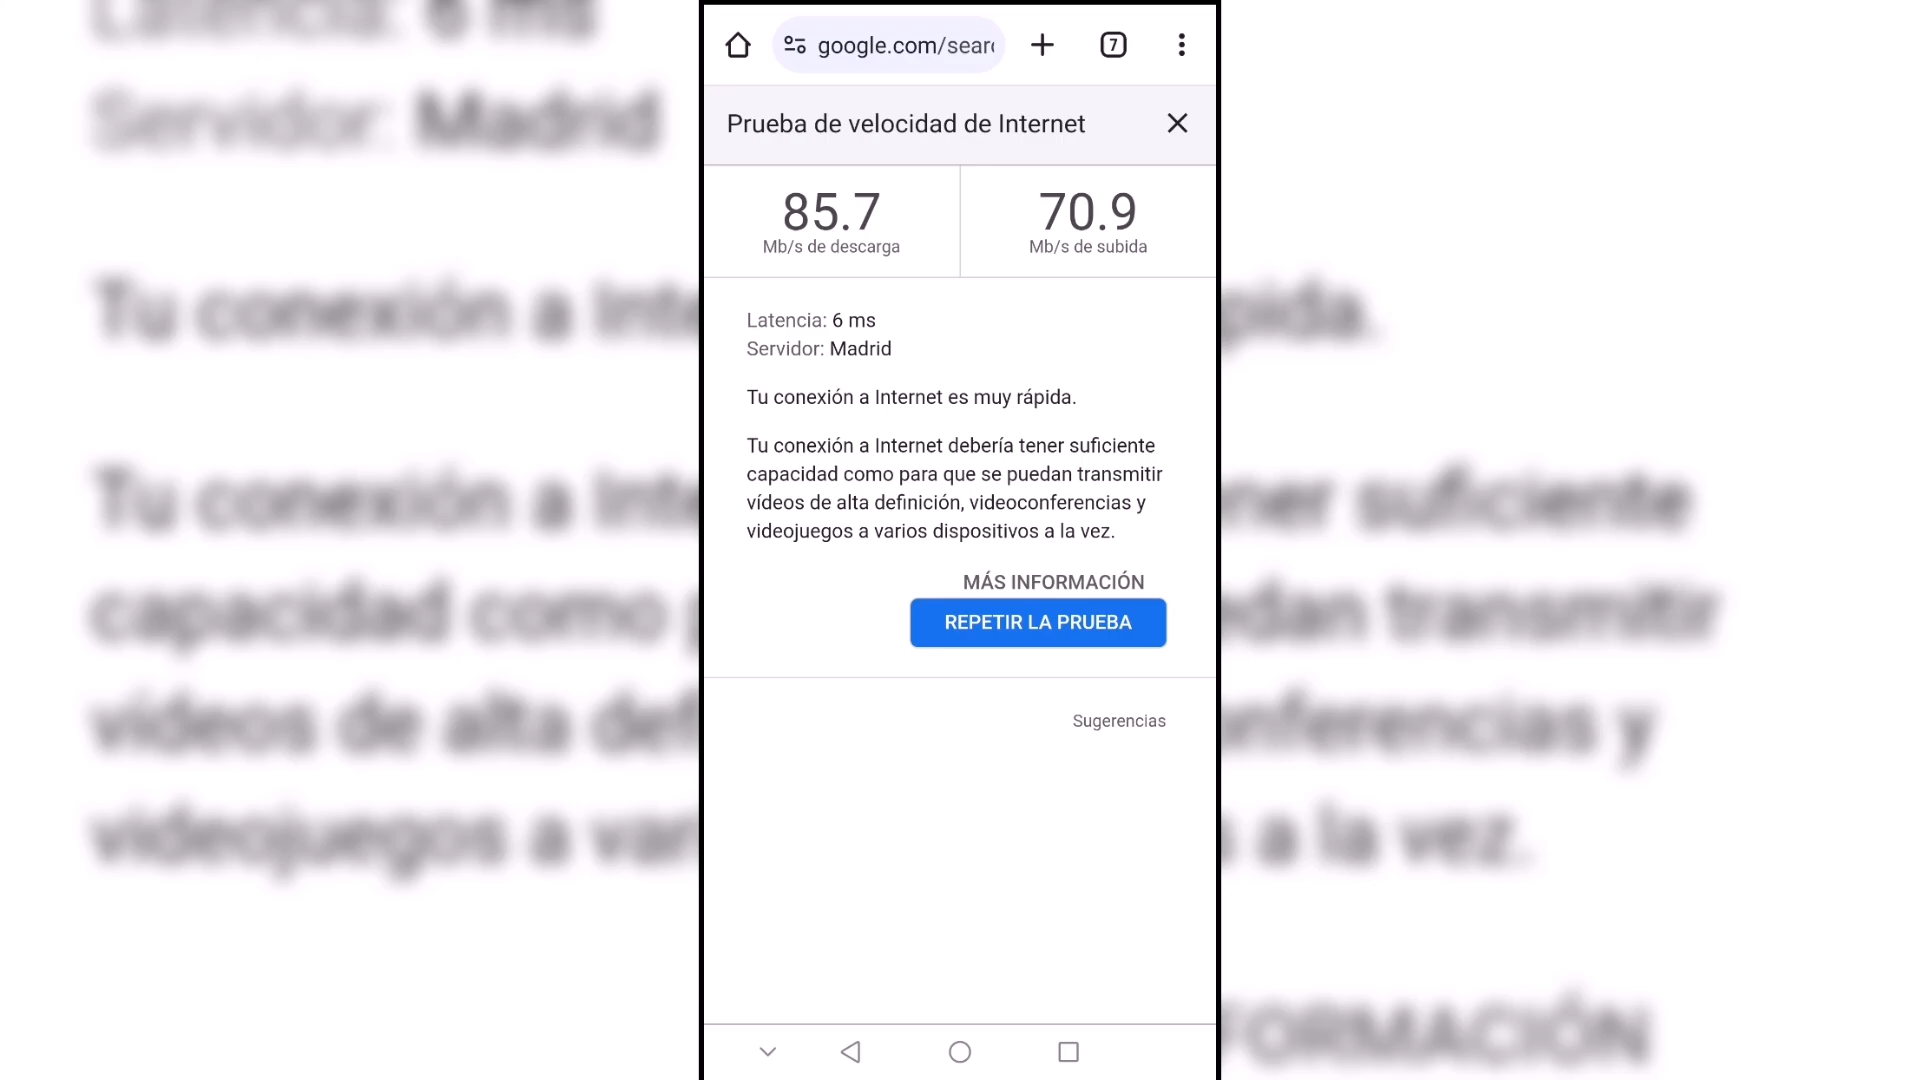 google.com/sear
7
Prueba de velocidad de Internet
85.7
Mb/s de descarga
70.9
Mb/s de subida
Latencia: 6 ms
Servidor: Madrid
Tu conexión a Internet es muy rápida.
Tu conexión a Internet debería tener suficiente
capacidad como para que se puedan transmitir
vídeos de alta definición, videoconferencias y
videojuegos a varios dispositivos a la vez.
MÁS INFORMACIÓN
REPETIR LA PRUEBA
Sugerencias